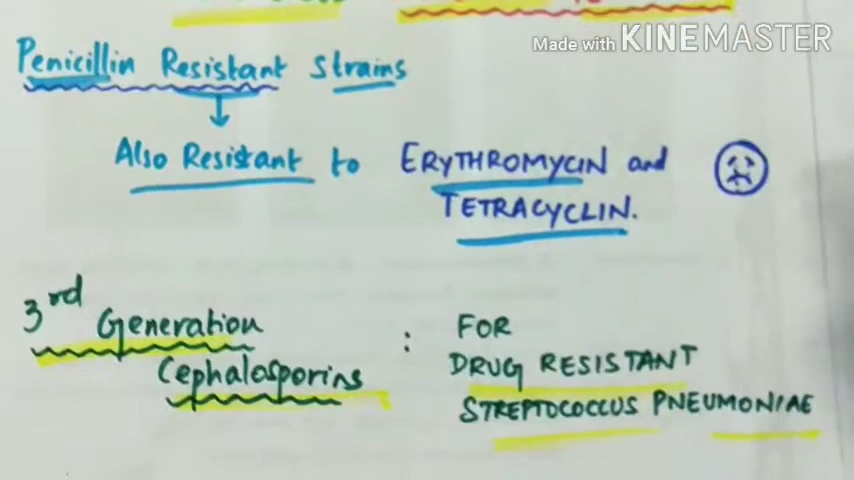 Made with KINEMASTER
Penicillin Resistant Strains
Also Resistant to ERYTHROMYCIN and
TETRACYCLIN.
3rd Generation
Cephalosporins
:
FOR
DRUG RESISTANT
STREPTOCOCCUS PNEUMONIAE